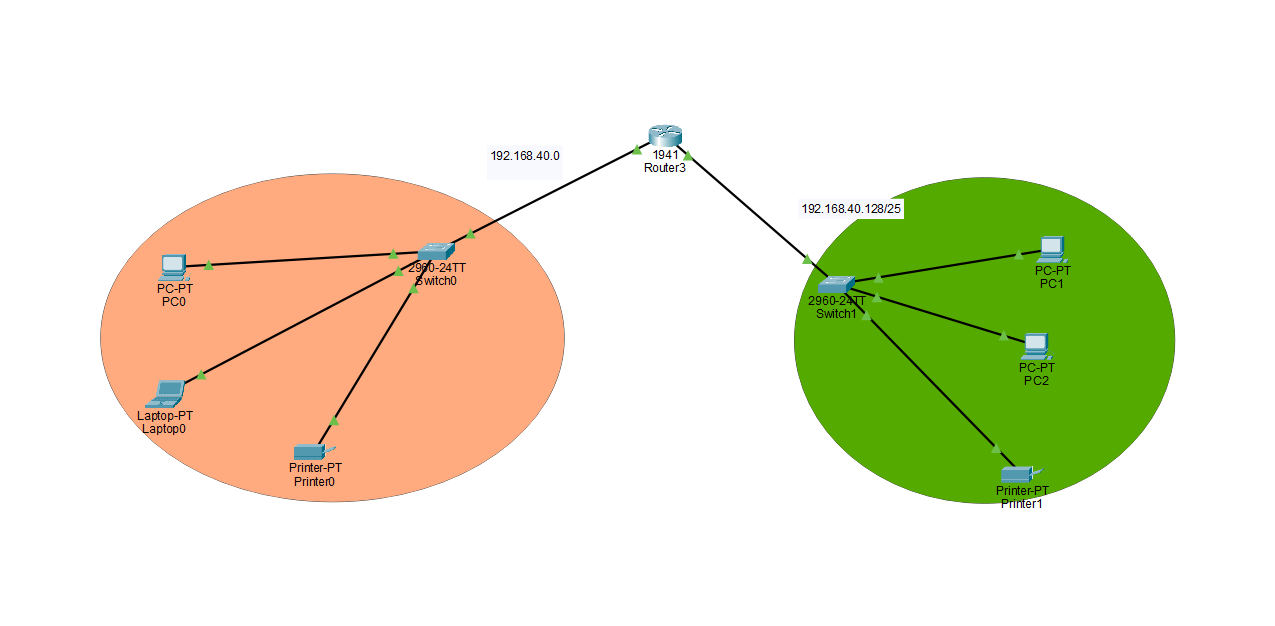 192.168.40.0
1941
Router3
192.168.40.128/25
2960-24TT
Switch0
PC-PT
PC0
Laptop-PT
Laptop0
Printer-PT
Printer0
2960-24TT
Switch1
PC-PT
PC1
PC-PT
PC2
Printer-PT
Printer1